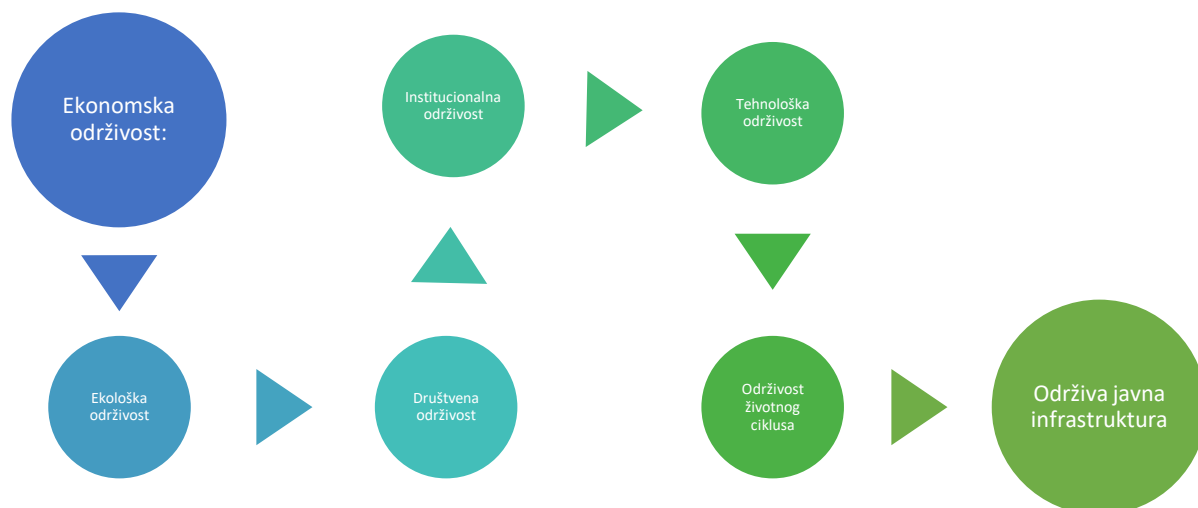 Ekonomska
održivost:
Ekološka
održivost
Društvena
održivost
Institucionalna
održivost
Tehnološka
održivost
Održivost
životnog
ciklusa
Održiva javna
infrastruktura